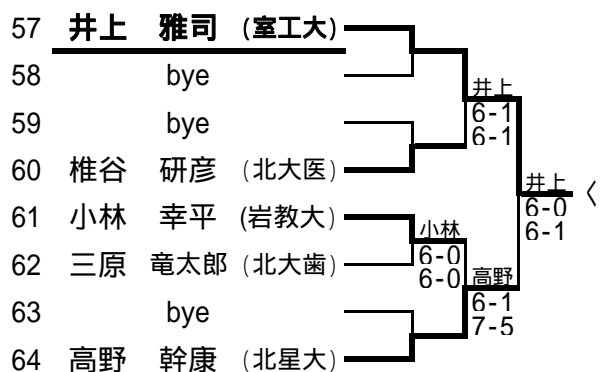 57 井上 雅司 (室工大)
58 bye
59 bye
60 椎谷 研彦 (北大医)
61 小林 幸平 (岩教大)
62 三原 竜太郎 (北大歯)
63 bye
64 高野 幹康 (北星大)
井上
6-1
6-1
小林
6-0
6-0
高野
6-1
7-5
井上
6-0
6-1